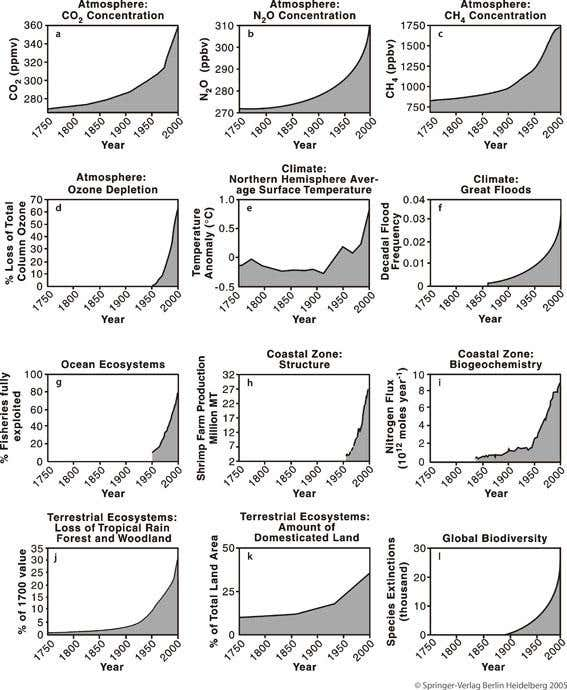 Atmosphere:
CO2 Concentration
a
CO2 (ppmv)
360
340
320
300
280
1750
1800
1850
1900
1950
2000
Year
Atmosphere:
N2O Concentration
b
N2O (ppbv)
310
300
290
280
270
1750
1800
1850
1900
1950
2000
Year
Atmosphere:
CH4 Concentration
c
CH4 (ppbv)
1750
1500
1250
1000
750
1750
1800
1850
1900
1950
2000
Year
Atmosphere:
Ozone Depletion
d
% Loss of Total
Column Ozone
70
60
50
40
30
20
10
0
1750
1800
1850
1900
1950
2000
Year
Climate:
Northern Hemisphere Aver-
age Surface Temperature
e
Temperature
Anomaly (°C)
1.0
0.5
0
-0.5
1750
1800
1850
1900
1950
2000
Year
Climate:
Great Floods
f
Decadal Flood
Frequency
0.04
0.03
0.02
0.01
0
1750
1800
1850
1900
1950
2000
Year
Ocean Ecosystems
g
% Fisheries fully
exploited
100
80
60
40
20
0
1750
1800
1850
1900
1950
2000
Year
Coastal Zone:
Structure
h
Shrimp Farm Production
Million MT
32
27
22
17
12
7
2
1750
1800
1850
1900
1950
2000
Year
Coastal Zone:
Biogeochemistry
i
Nitrogen Flux
(1012 moles year-1)
10
8
6
4
2
0
1750
1800
1850
1900
1950
2000
Year
Terrestrial Ecosystems:
Loss of Tropical Rain
Forest and Woodland
j
% of 1700 value
35
30
25
20
15
10
5
0
1750
1800
1850
1900
1950
2000
Year
Terrestrial Ecosystems:
Amount of
Domesticated Land
k
% of Total Land Area
50
25
0
1750
1800
1850
1900
1950
2000
Year
Global Biodiversity
l
Species Extinctions
(thousand)
30
20
10
0
1750
1800
1850
1900
1950
2000
Year
© Springer-Verlag Berlin Heidelberg 2005